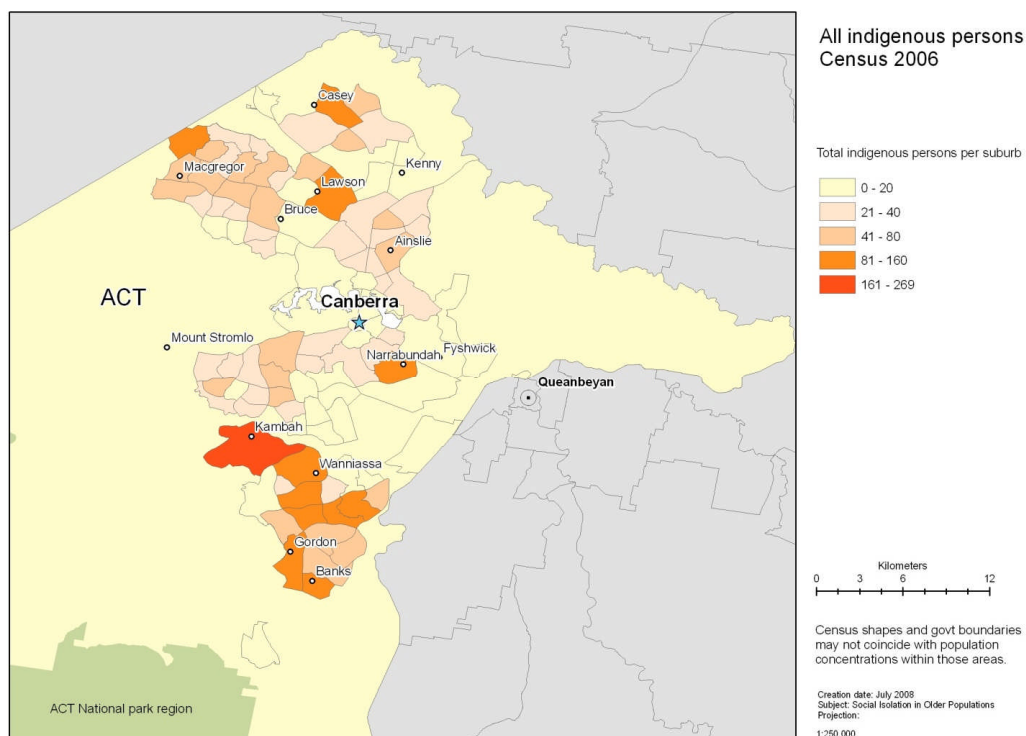 All indigenous persons
Census 2006
Total indigenous persons per suburb
0 - 20
21 - 40
41 - 80
81 - 160
161 - 269
Casey
Macgregor
Kenny
Lawson
Bruce
Ainslie
ACT
Canberra
Mount Stromlo
Fyshwick
Narrabundah
Queanbeyan
Kambah
Wanniassa
Gordon
Banks
ACT National park region
Kilometers
0 3 6 12
Census shapes and govt boundaries
may not coincide with population
concentrations within those areas.
Creation date: July 2008
Subject: Social Isolation in Older Populations
Projection:
1:250 000